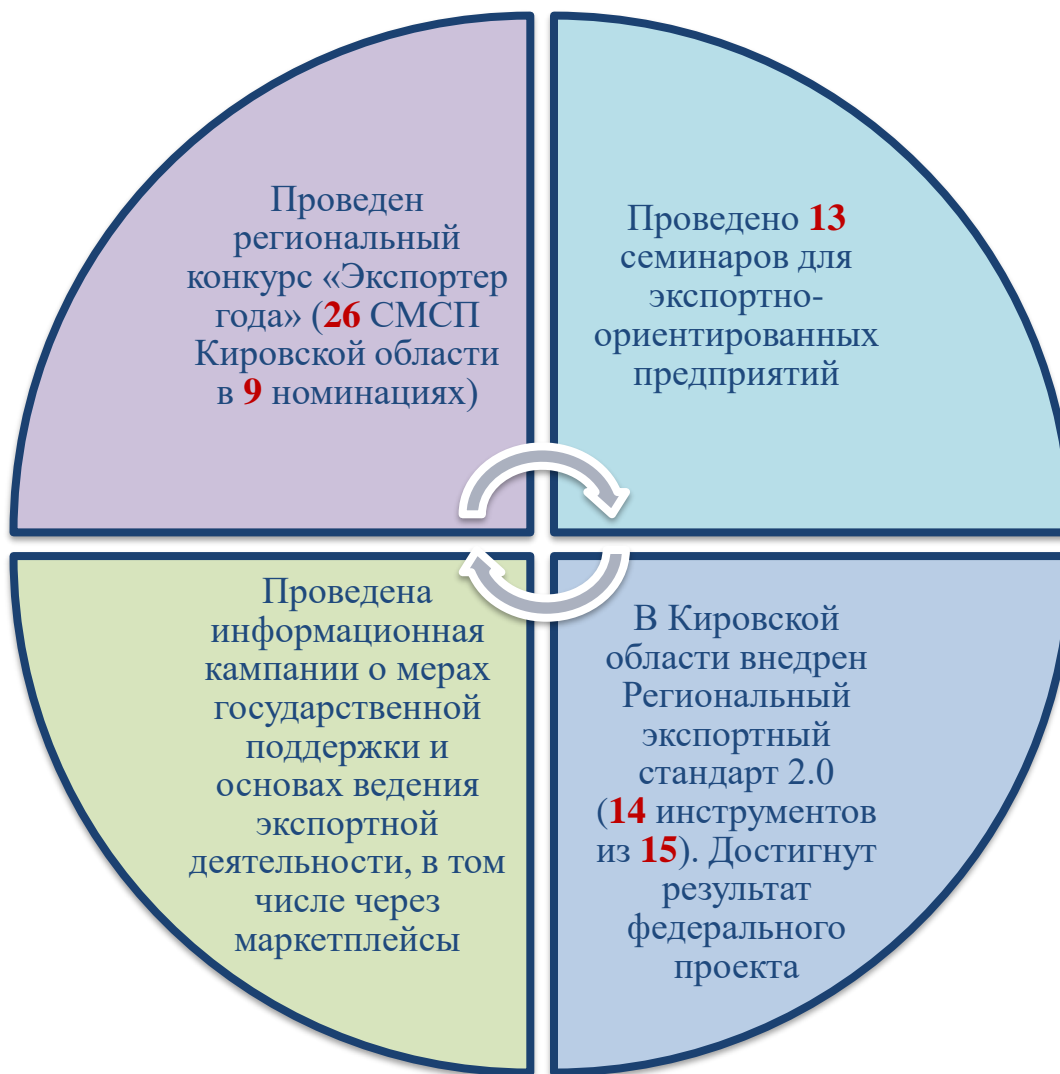 Проведен
региональный
конкурс «Экспортер
года» (26 СМСП
Кировской области
в 9 номинациях)
Проведено 13
семинаров для
экспортно-
ориентированных
предприятий
Проведена
информационная
кампании о мерах
государственной
поддержки и
основах ведения
экспортной
деятельности, в том
числе через
маркетплейсы
В Кировской
области внедрен
Региональный
экспортный
стандарт 2.0
(14 инструментов
из 15). Достигнут
результат
федерального
проекта